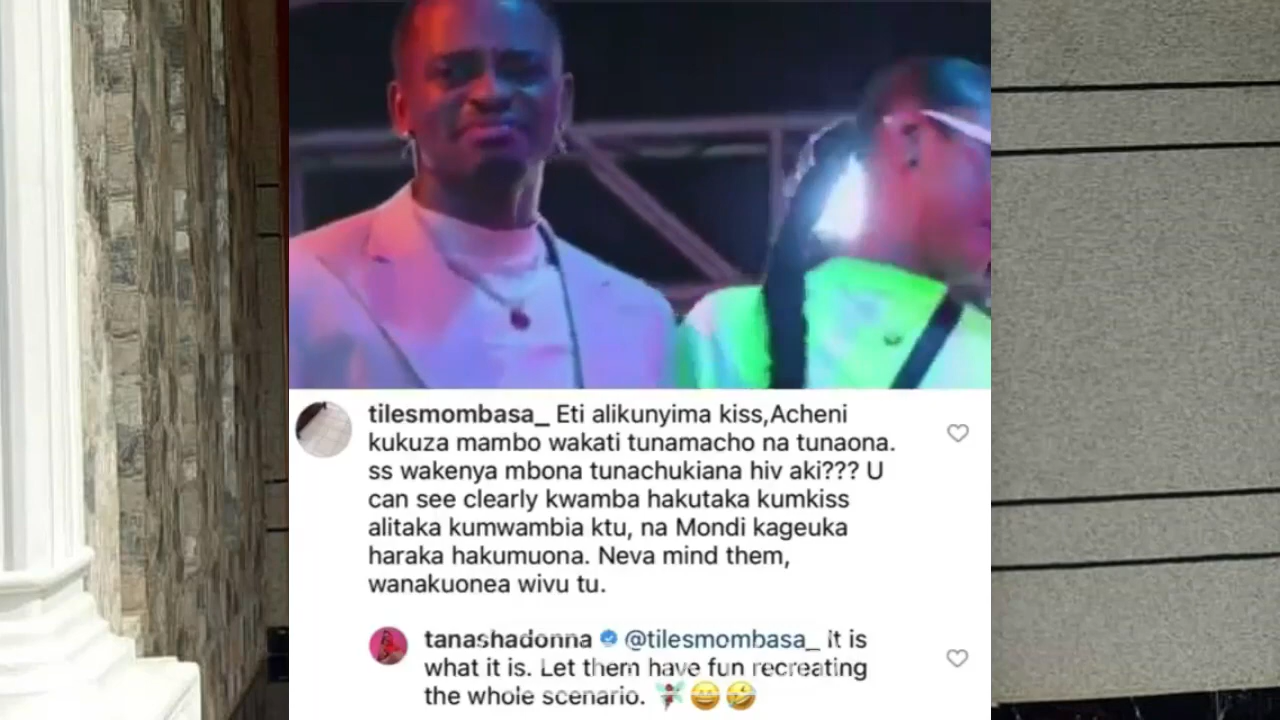 tilesmombasa_ Eti alikunyima kiss,Acheni
kukuza mambo wakati tunamacho na tunaona.
ss wakenya mbona tunachukiana hiv aki??? U
can see clearly kwamba hakutaka kumkiss
alitaka kumwambia ktu, na Mondi kageuka
haraka hakumuona. Neva mind them,
wanakuonea wivu tu.
tanashadonna @tilesmombasa_ it is
what it is. Let them have fun recreating
the whole scenario. 🧚😄🤣